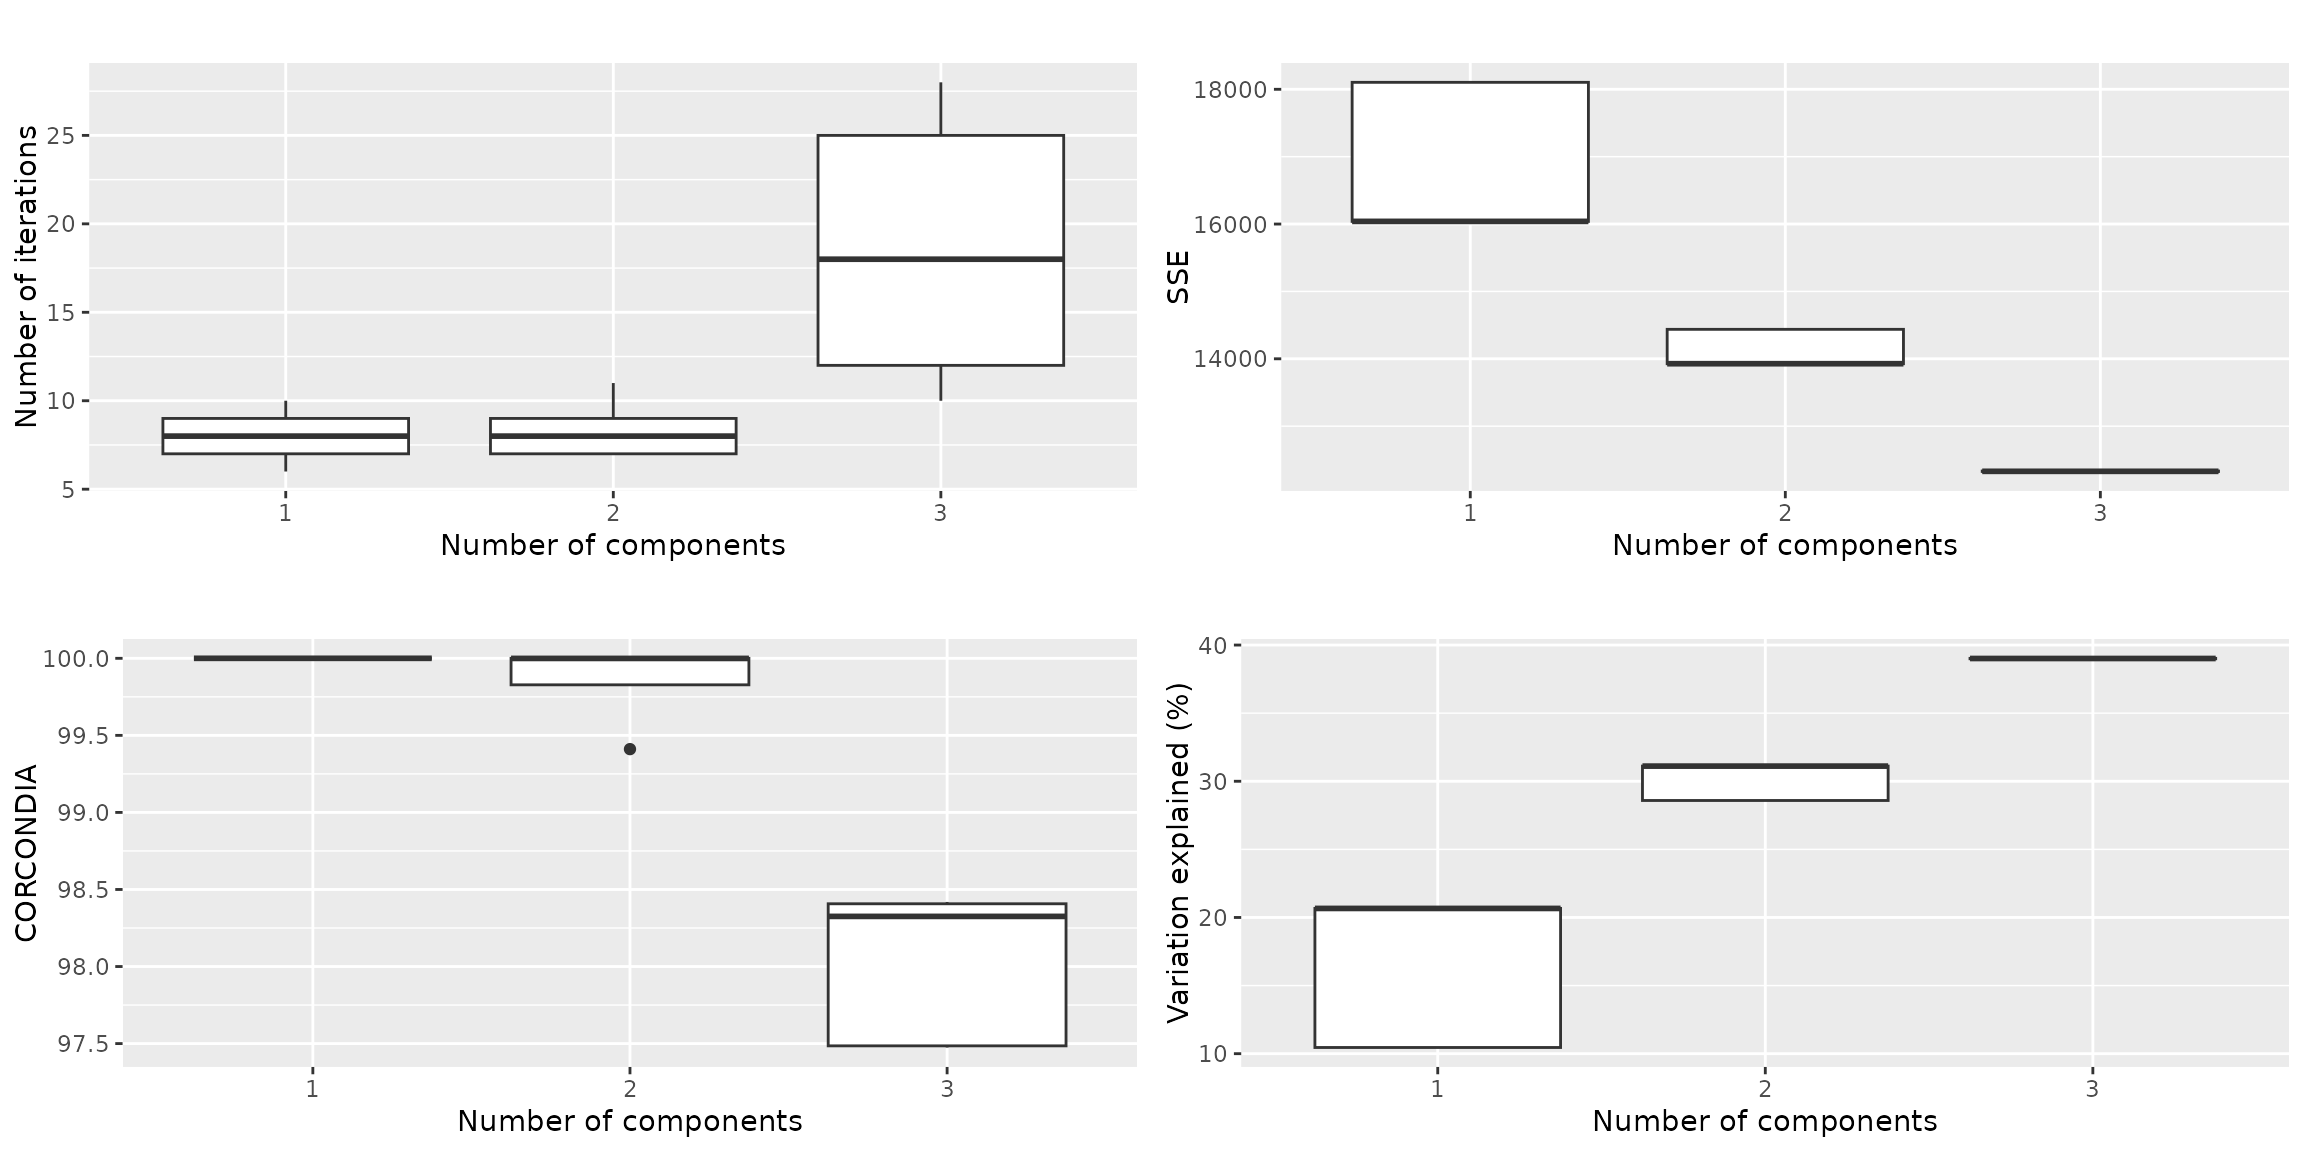 Number of iterations
25
20
15
10
5
1 2 3
Number of components
SSE
18000
16000
14000
1 2 3
Number of components
CORCONDIA
100.0
99.5
99.0
98.5
98.0
97.5
1 2 3
Number of components
Variation explained (%)
40
30
20
10
1 2 3
Number of components